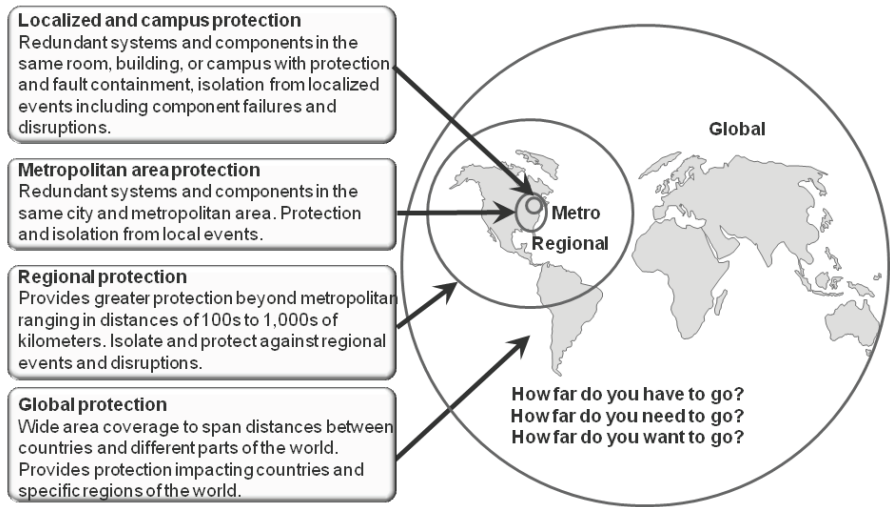 Localized and campus protection
Redundant systems and components in the
same room, building, or campus with protection
and fault containment, isolation from localized
events including component failures and
disruptions.
Metropolitan area protection
Redundant systems and components in the
same city and metropolitan area. Protection
and isolation from local events.
Regional protection
Provides greater protection beyond metropolitan
ranging in distances of 100s to 1,000s of
kilometers. Isolate and protect against regional
events and disruptions.
Global protection
Wide area coverage to span distances between
countries and different parts of the world.
Provides protection impacting countries and
specific regions of the world.
Global
Metro
Regional
How far do you have to go?
How far do you need to go?
How far do you want to go?